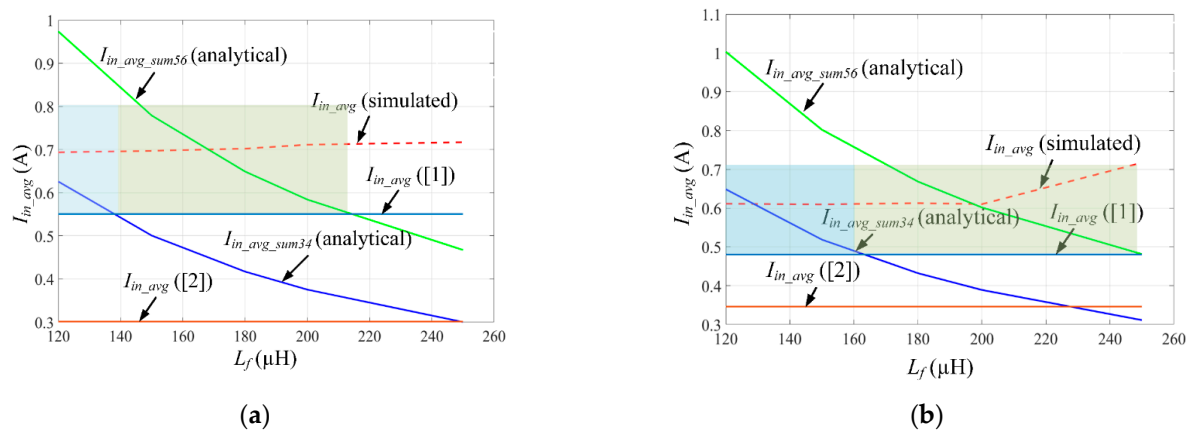 1
0.9
0.8
0.7
0.6
0.5
0.4
0.3
I_in_avg (A)
I_in_avg_sum56 (analytical)
I_in_avg (simulated)
I_in_avg ([1])
I_in_avg_sum34 (analytical)
I_in_avg ([2])
120 140 160 180 200 220 240 260
L_f (µH)
(a)
1.1
1
0.9
0.8
0.7
0.6
0.5
0.4
0.3
I_in_avg (A)
I_in_avg_sum56 (analytical)
I_in_avg (simulated)
I_in_avg_sum34 (analytical)
I_in_avg ([1])
I_in_avg ([2])
120 140 160 180 200 220 240 260
L_f (µH)
(b)